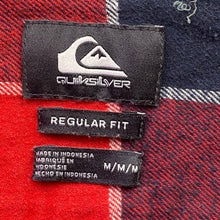 QUIKSILVER
REGULAR FIT
MADE IN INDONESIA
FABRIQUÉ EN
INDONÉSIE
HECHO EN INDONESIA
M/M/M